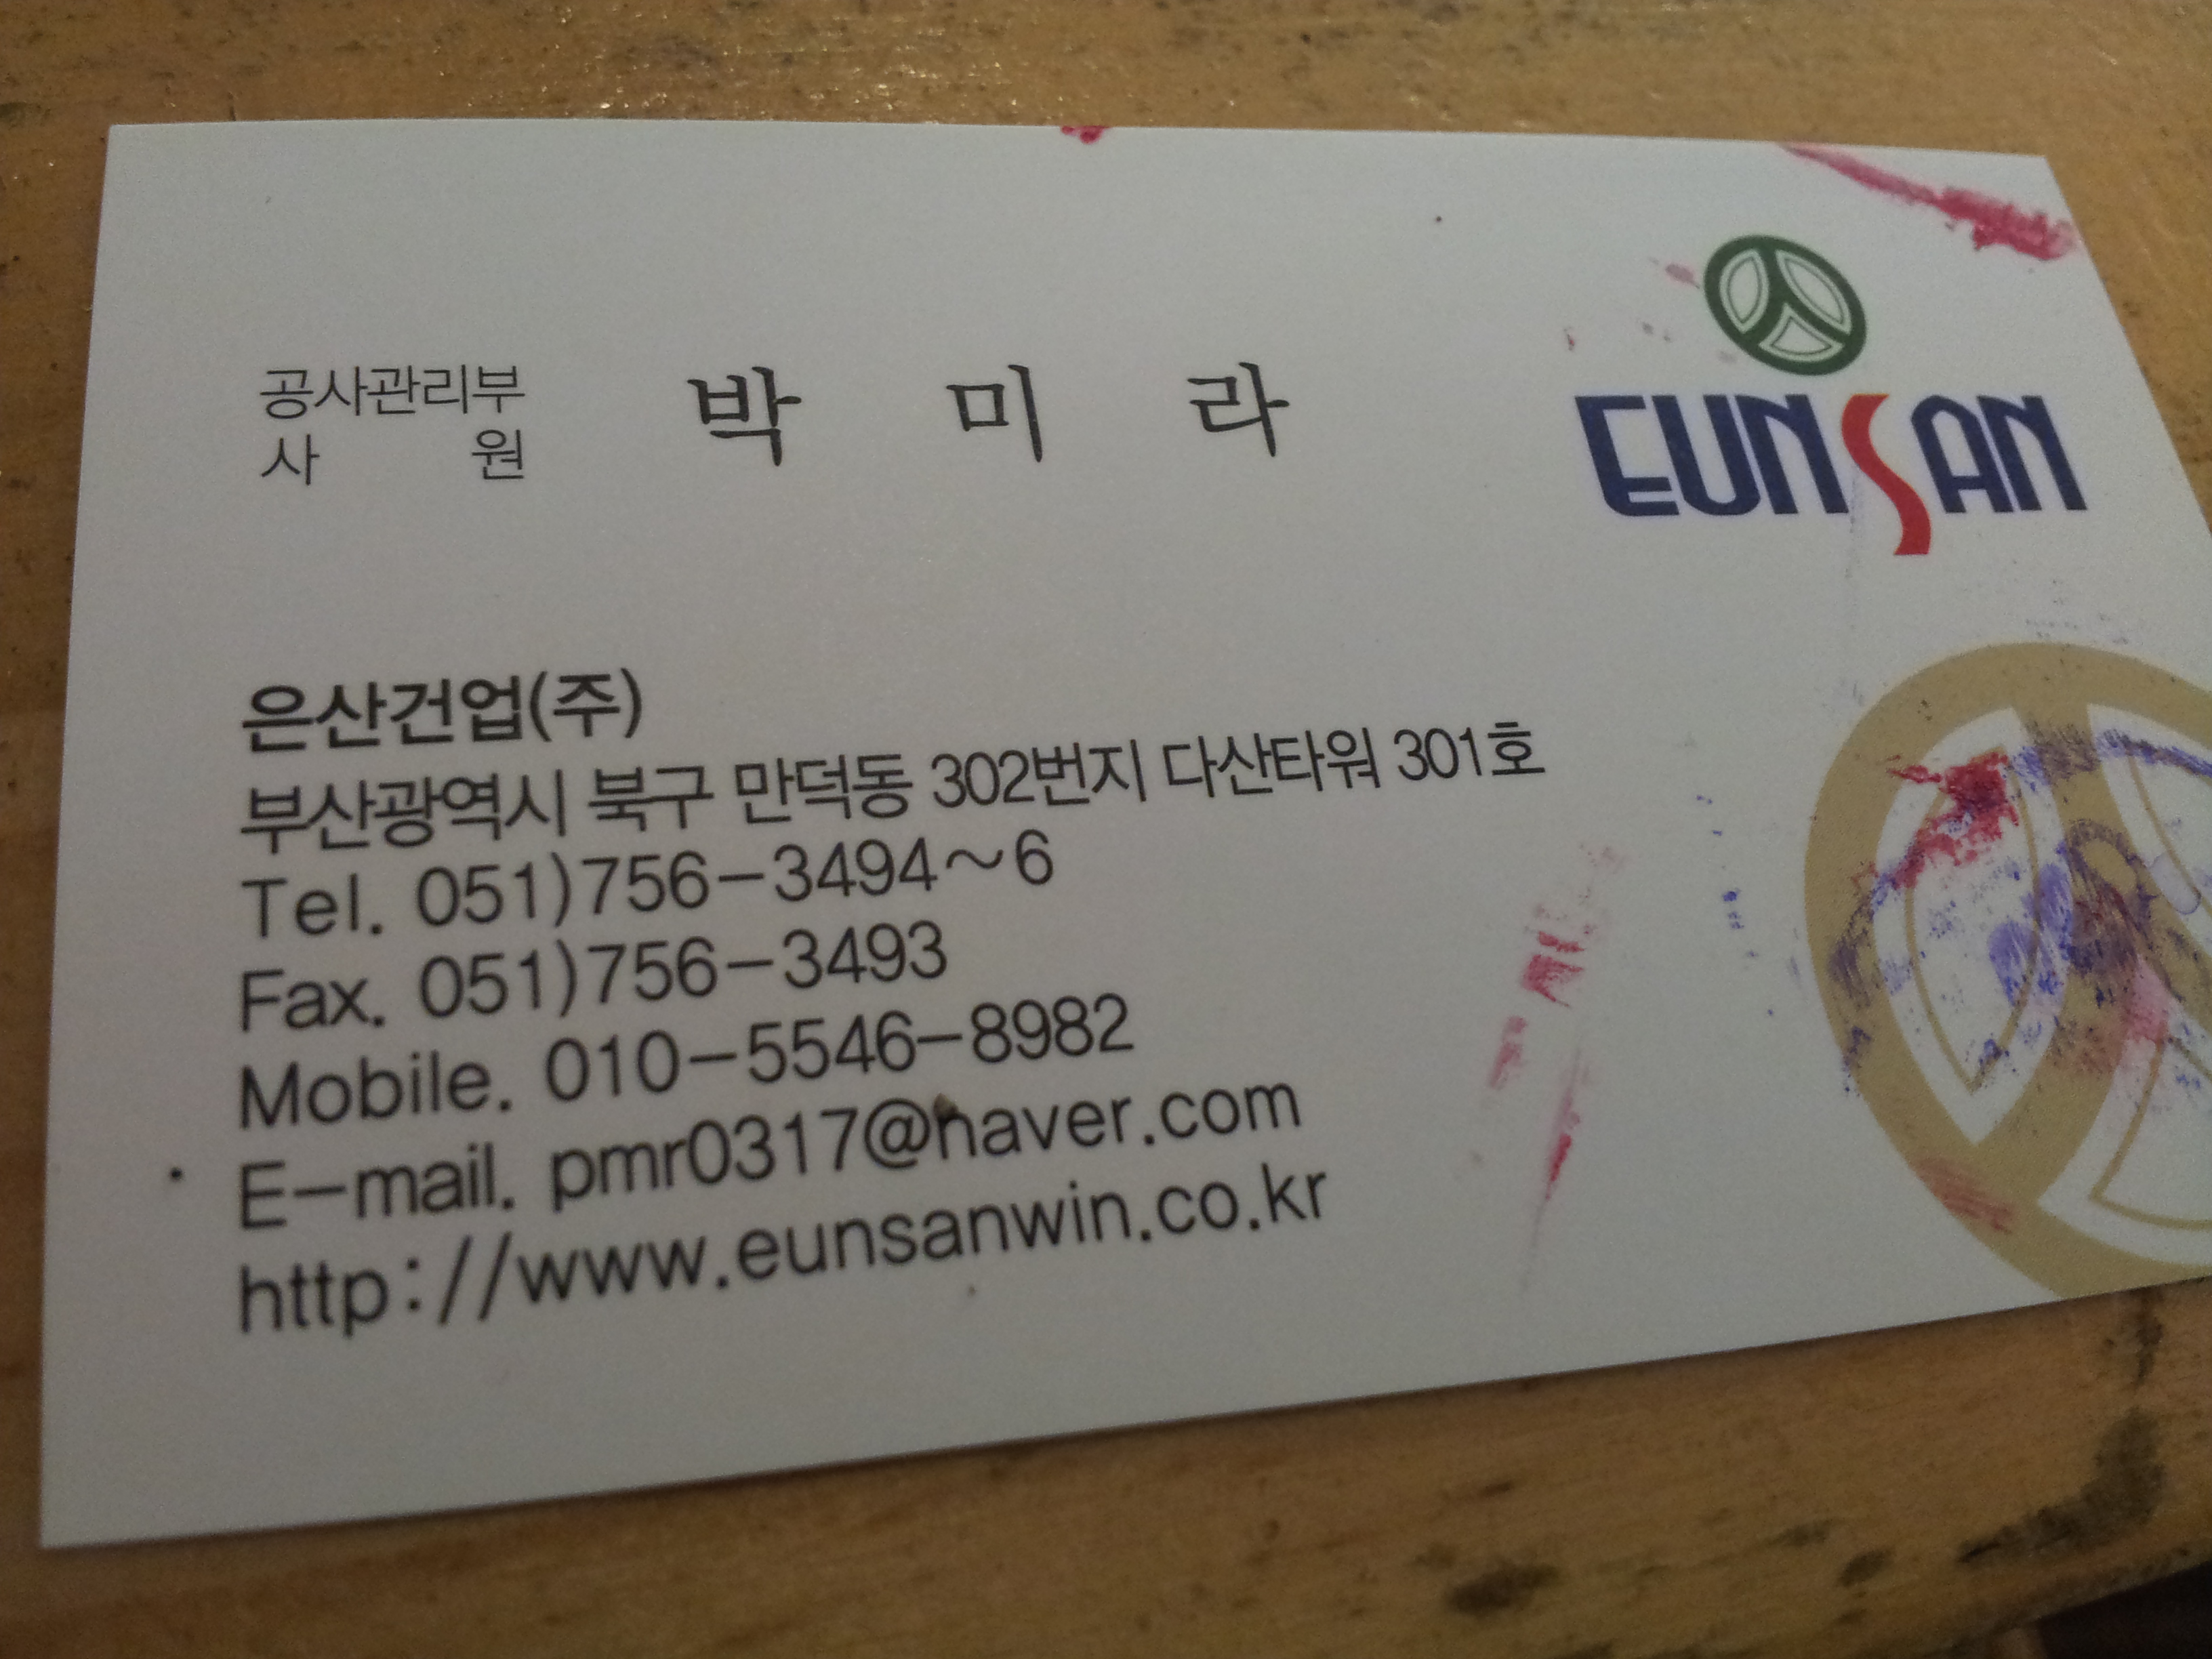 공사관리부
사 원
박 미 라
EUNSAN
은산건업(주)
부산광역시 북구 만덕동 302번지 다산타워 301호
Tel. 051)756-3494~6
Fax. 051)756-3493
Mobile. 010-5546-8982
E-mail. pmr0317@naver.com
http://www.eunsanwin.co.kr